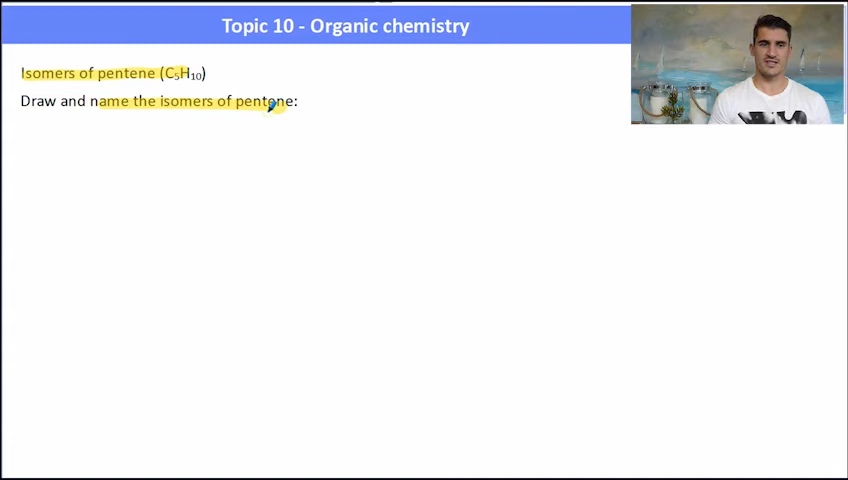 Topic 10 - Organic chemistry
Isomers of pentene (C₅H₁₀)
Draw and name the isomers of pentene: